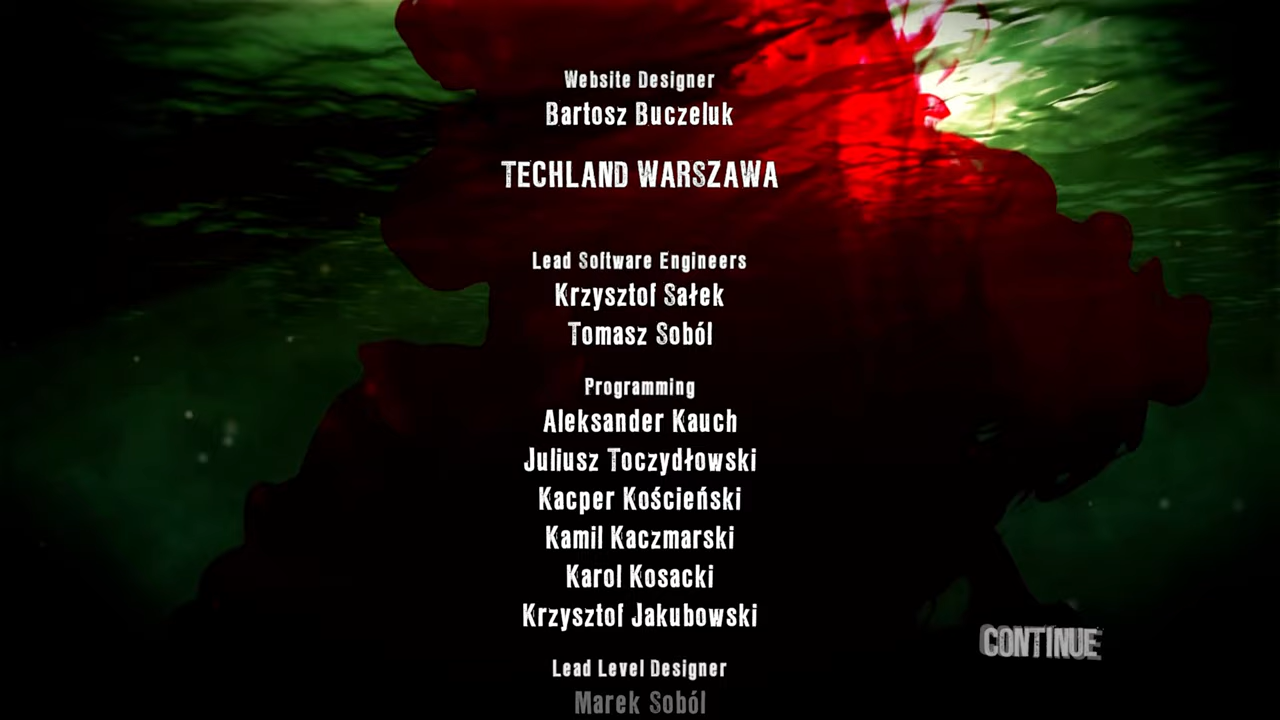 Website Designer
Bartosz Buczeluk
TECHLAND WARSZAWA
Lead Software Engineers
Krzysztof Sałek
Tomasz Soból
Programming
Aleksander Kauch
Juliusz Toczydłowski
Kacper Kościeński
Kamil Kaczmarski
Karol Kosacki
Krzysztof Jakubowski
CONTINUE
Lead Level Designer
Marek Soból